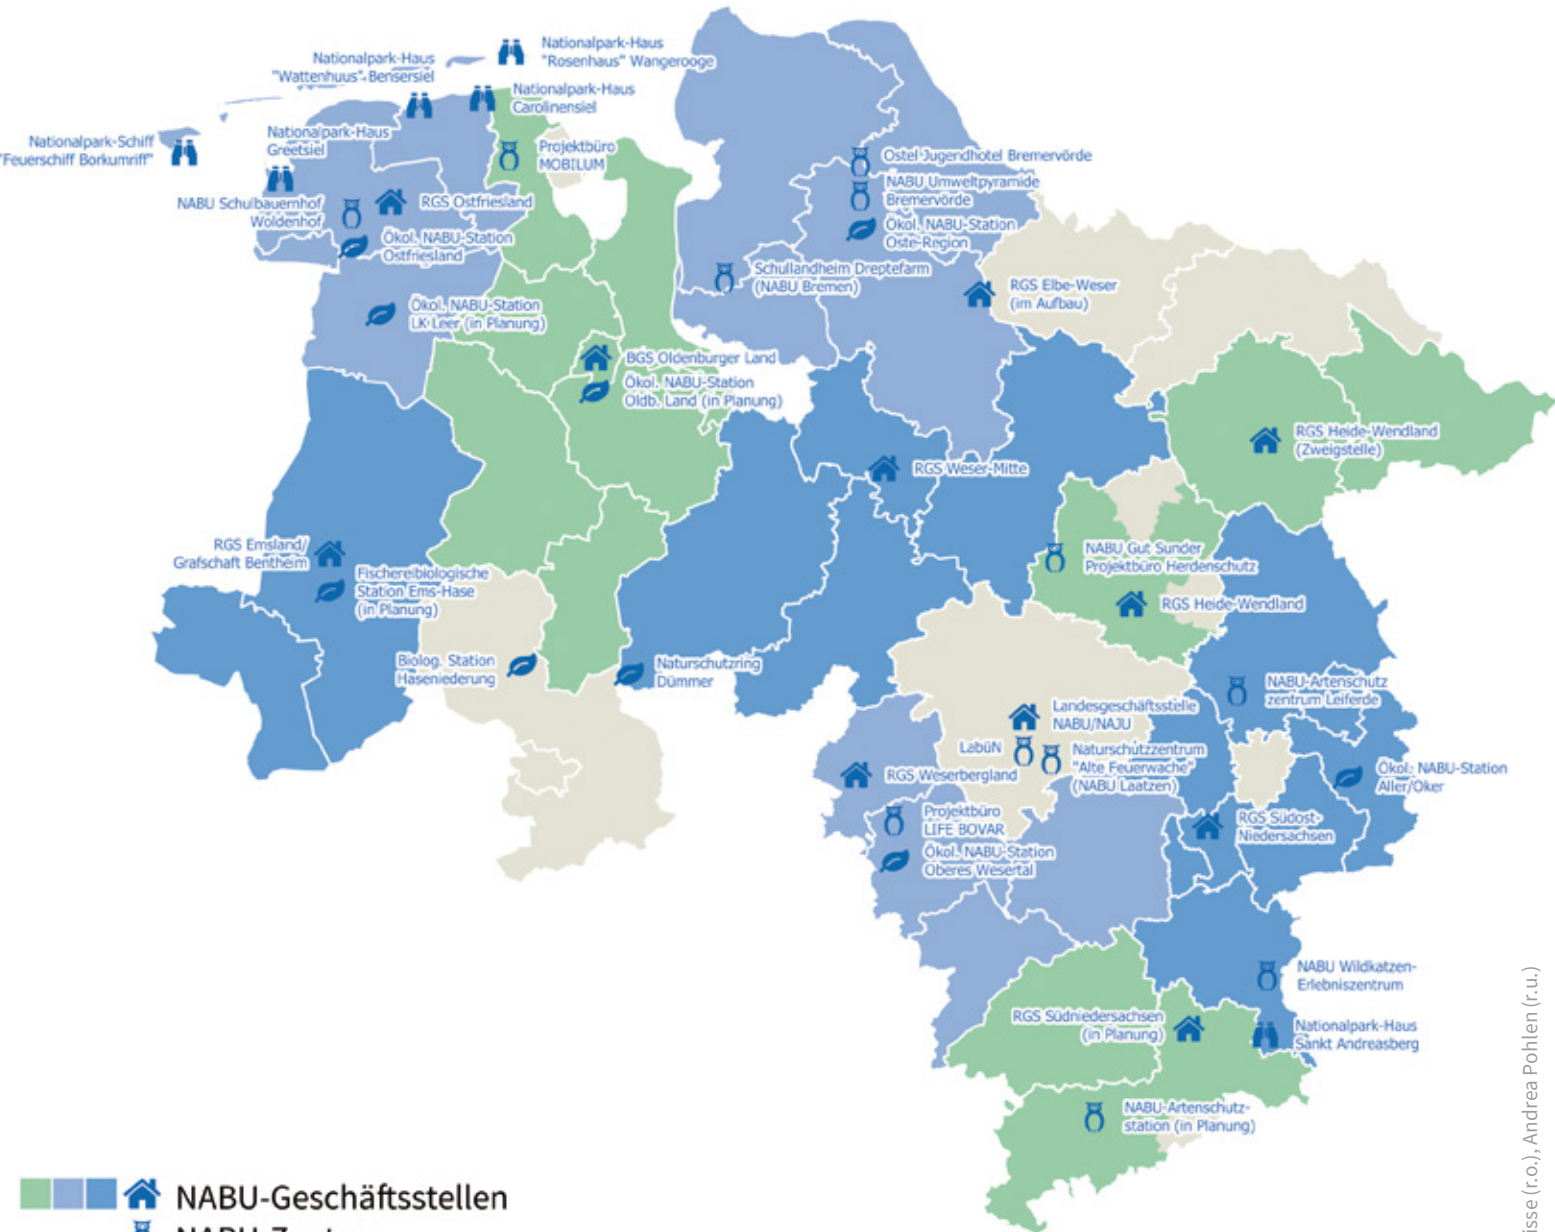 Nationalpark-Haus
"Rosenhaus" Wangerooge
Nationalpark-Haus
"Wattenhuus" Bensersiel
Nationalpark-Haus
Carolinensiel
Nationalpark-Schiff
"Feuerschiff Borkumriff"
Nationalpark-Haus
Greetsiel
Projektbüro
MOBILUM
Ostel Jugendhotel Bremervörde
NABU Umweltpyramide
Bremervörde
Ökol. NABU-Station
Oste-Region
NABU Schulbauernhof
Woldenhof
RGS Ostfriesland
Ökol. NABU-Station
Ostfriesland
Schullandheim Dreptefarm
(NABU Bremen)
RGS Elbe-Weser
(im Aufbau)
Ökol. NABU-Station
LK Leer (in Planung)
BGS Oldenburger Land
Ökol. NABU-Station
Oldb. Land (in Planung)
RGS Heide-Wendland
(Zweigstelle)
RGS Weser-Mitte
RGS Emsland/
Grafschaft Bentheim
Fischereibiologische
Station Ems-Hase
(in Planung)
NABU Gut Sunder
Projektbüro Herdenschutz
RGS Heide-Wendland
Biolog. Station
Haseniederung
Naturschutzring
Dümmer
NABU-Artenschutz
zentrum Leiferde
Landesgeschäftsstelle
NABU/NAJU
LabüN
Naturschutzzentrum
"Alte Feuerwache"
(NABU Laatzen)
RGS Weserbergland
Ökol. NABU-Station
Aller/Oker
Projektbüro
LIFE BOVAR
RGS Südost-
Niedersachsen
Ökol. NABU-Station
Oberes Wesertal
NABU Wildkatzen-
Erlebniszentrum
RGS Südniedersachsen
(in Planung)
Nationalpark-Haus
Sankt Andreasberg
NABU-Artenschutz-
station (in Planung)
NABU-Geschäftsstellen
(r.o.), Andrea Pohlen (r.u.)